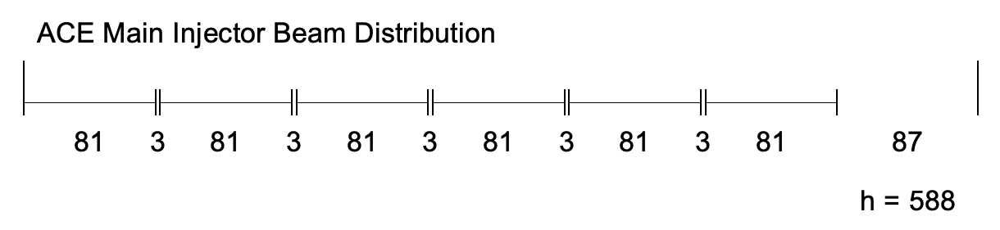 ACE Main Injector Beam Distribution
81 3 81 3 81 3 81 3 81 3 81 87
h = 588